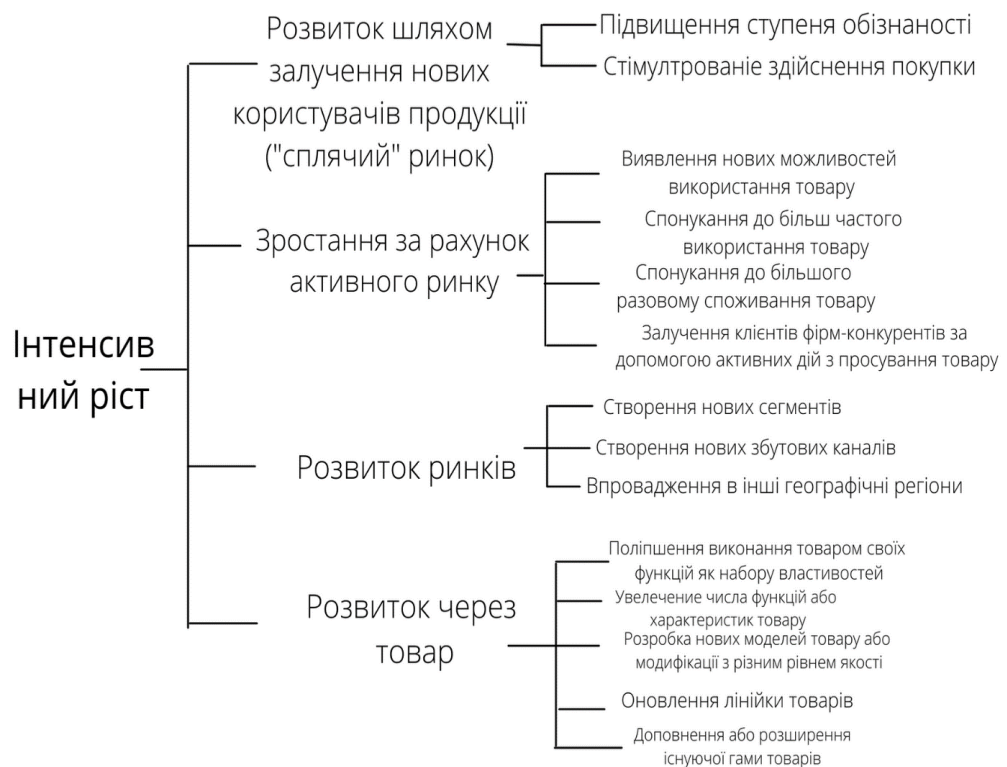 Інтенсив
ний ріст
Розвиток шляхом
залучення нових
користувачів продукції
("сплячий" ринок)
Підвищення ступеня обізнаності
Стімултрованіе здійснення покупки
Зростання за рахунок
активного ринку
Виявлення нових можливостей
використання товару
Спонукання до більш частого
використання товару
Спонукання до більшого
разовому споживання товару
Залучення клієнтів фірм-конкурентів за
допомогою активних дій з просування товару
Розвиток ринків
Створення нових сегментів
Створення нових збутових каналів
Впровадження в інші географічні регіони
Розвиток через
товар
Поліпшення виконання товаром своїх
функцій як набору властивостей
Увелечение числа функцій або
характеристик товару
Розробка нових моделей товару або
модифікації з різним рівнем якості
Оновлення лінійки товарів
Доповнення або розширення
існуючої гами товарів